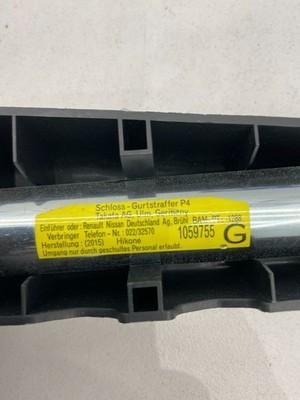 Schloss-Gurtstraffer P4
Takata AG, Ulm, Germany
Einführer oder: Renault Nissan Deutschland Ag, Brühl
Verbringer Telefon-Nr.: 022/32570
Herstellung: (2015) Hikone
Umgang nur durch geschultes Personal erlaubt.
1059755 G